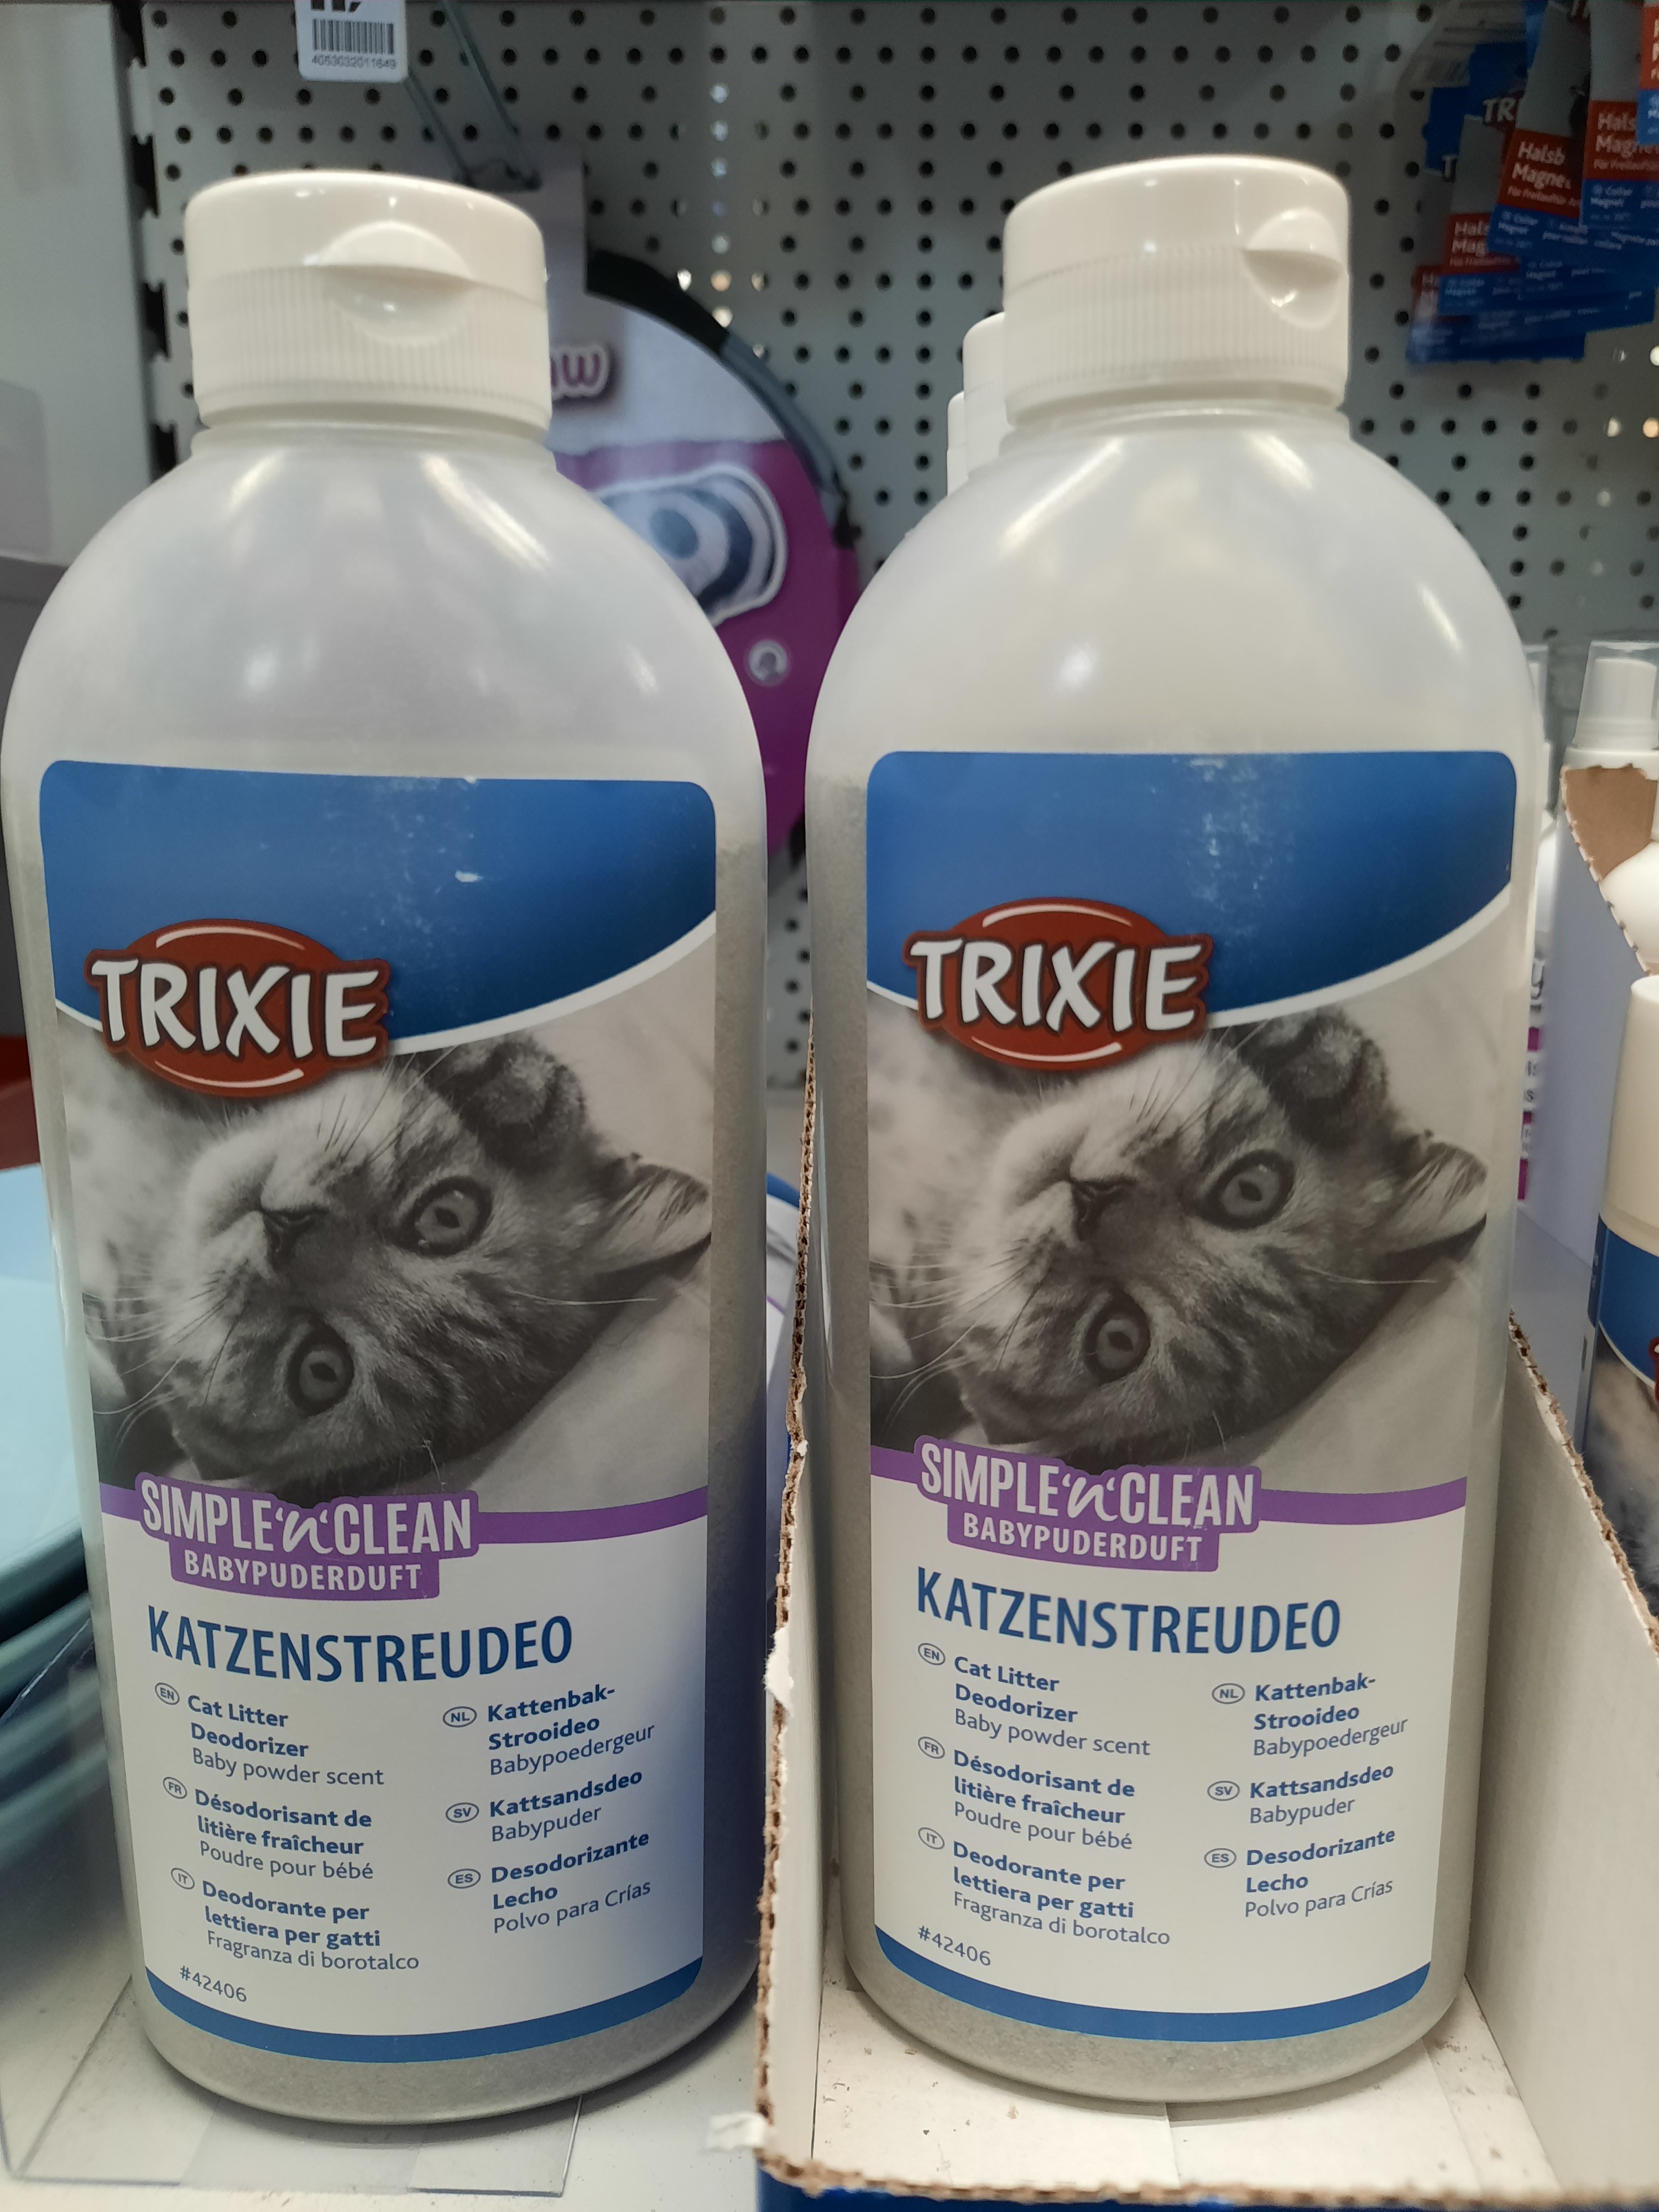 4053032011649
TRIXIE
SIMPLE'n'CLEAN
BABYPUDERDUFT
KATZENSTREUDEO
EN Cat Litter
Deodorizer
Baby powder scent
FR Désodorisant de
litière fraîcheur
Poudre pour bébé
IT Deodorante per
lettiera per gatti
Fragranza di borotalco
NL Kattenbak-
Strooideo
Babypoedergeur
SV Kattsandsdeo
Babypuder
ES Desodorizante
Lecho
Polvo para Crías
#42406
TRIXIE
SIMPLE'n'CLEAN
BABYPUDERDUFT
KATZENSTREUDEO
EN Cat Litter
Deodorizer
Baby powder scent
FR Désodorisant de
litière fraîcheur
Poudre pour bébé
IT Deodorante per
lettiera per gatti
Fragranza di borotalco
NL Kattenbak-
Strooideo
Babypoedergeur
SV Kattsandsdeo
Babypuder
ES Desodorizante
Lecho
Polvo para Crías
#42406